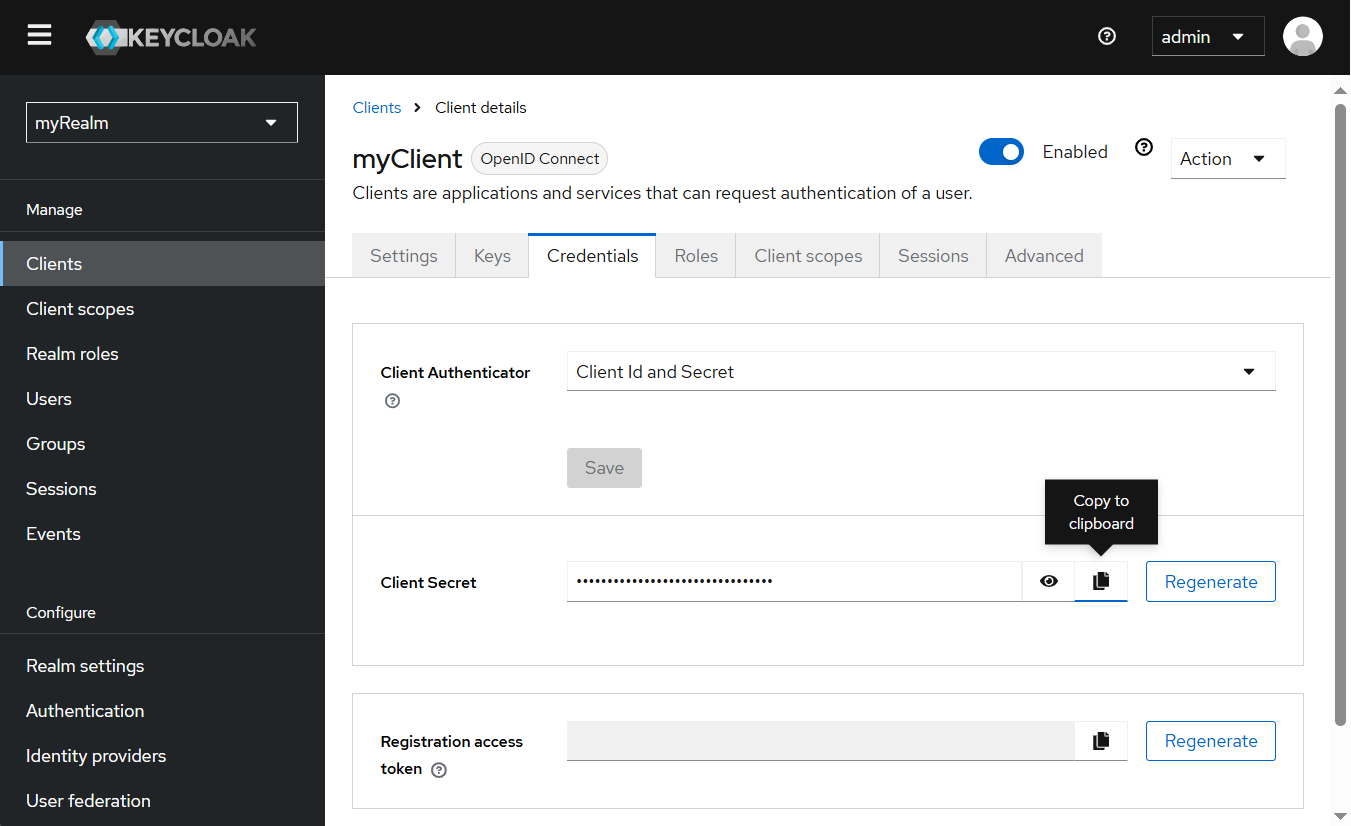 KEYCLOAK
admin
myRealm
Manage
Clients
Client scopes
Realm roles
Users
Groups
Sessions
Events
Configure
Realm settings
Authentication
Identity providers
User federation
Clients Client details
myClient OpenID Connect
Enabled
Action
Clients are applications and services that can request authentication of a user.
Settings Keys Credentials Roles Client scopes Sessions Advanced
Client Authenticator
Client Id and Secret
Save
Copy to
clipboard
Client Secret
••••••••••••••••••••••••••••••••
Regenerate
Registration access
token
Regenerate